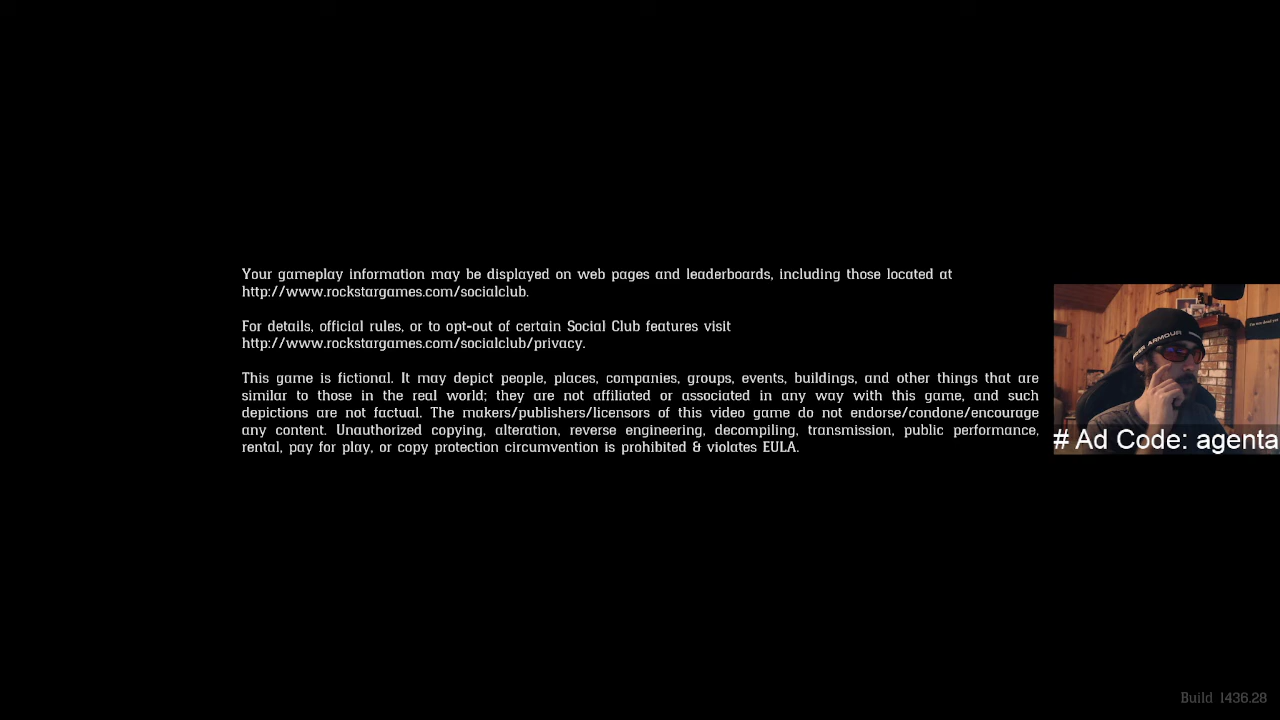 Your gameplay information may be displayed on web pages and leaderboards, including those located at
http://www.rockstargames.com/socialclub.
For details, official rules, or to opt-out of certain Social Club features visit
http://www.rockstargames.com/socialclub/privacy.
This game is fictional. It may depict people, places, companies, groups, events, buildings, and other things that are
similar to those in the real world; they are not affiliated or associated in any way with this game, and such
depictions are not factual. The makers/publishers/licensors of this video game do not endorse/condone/encourage
any content. Unauthorized copying, alteration, reverse engineering, decompiling, transmission, public performance,
rental, pay for play, or copy protection circumvention is prohibited & violates EULA.
UNDER ARMOUR
# Ad Code: agenta
Build 1436.28